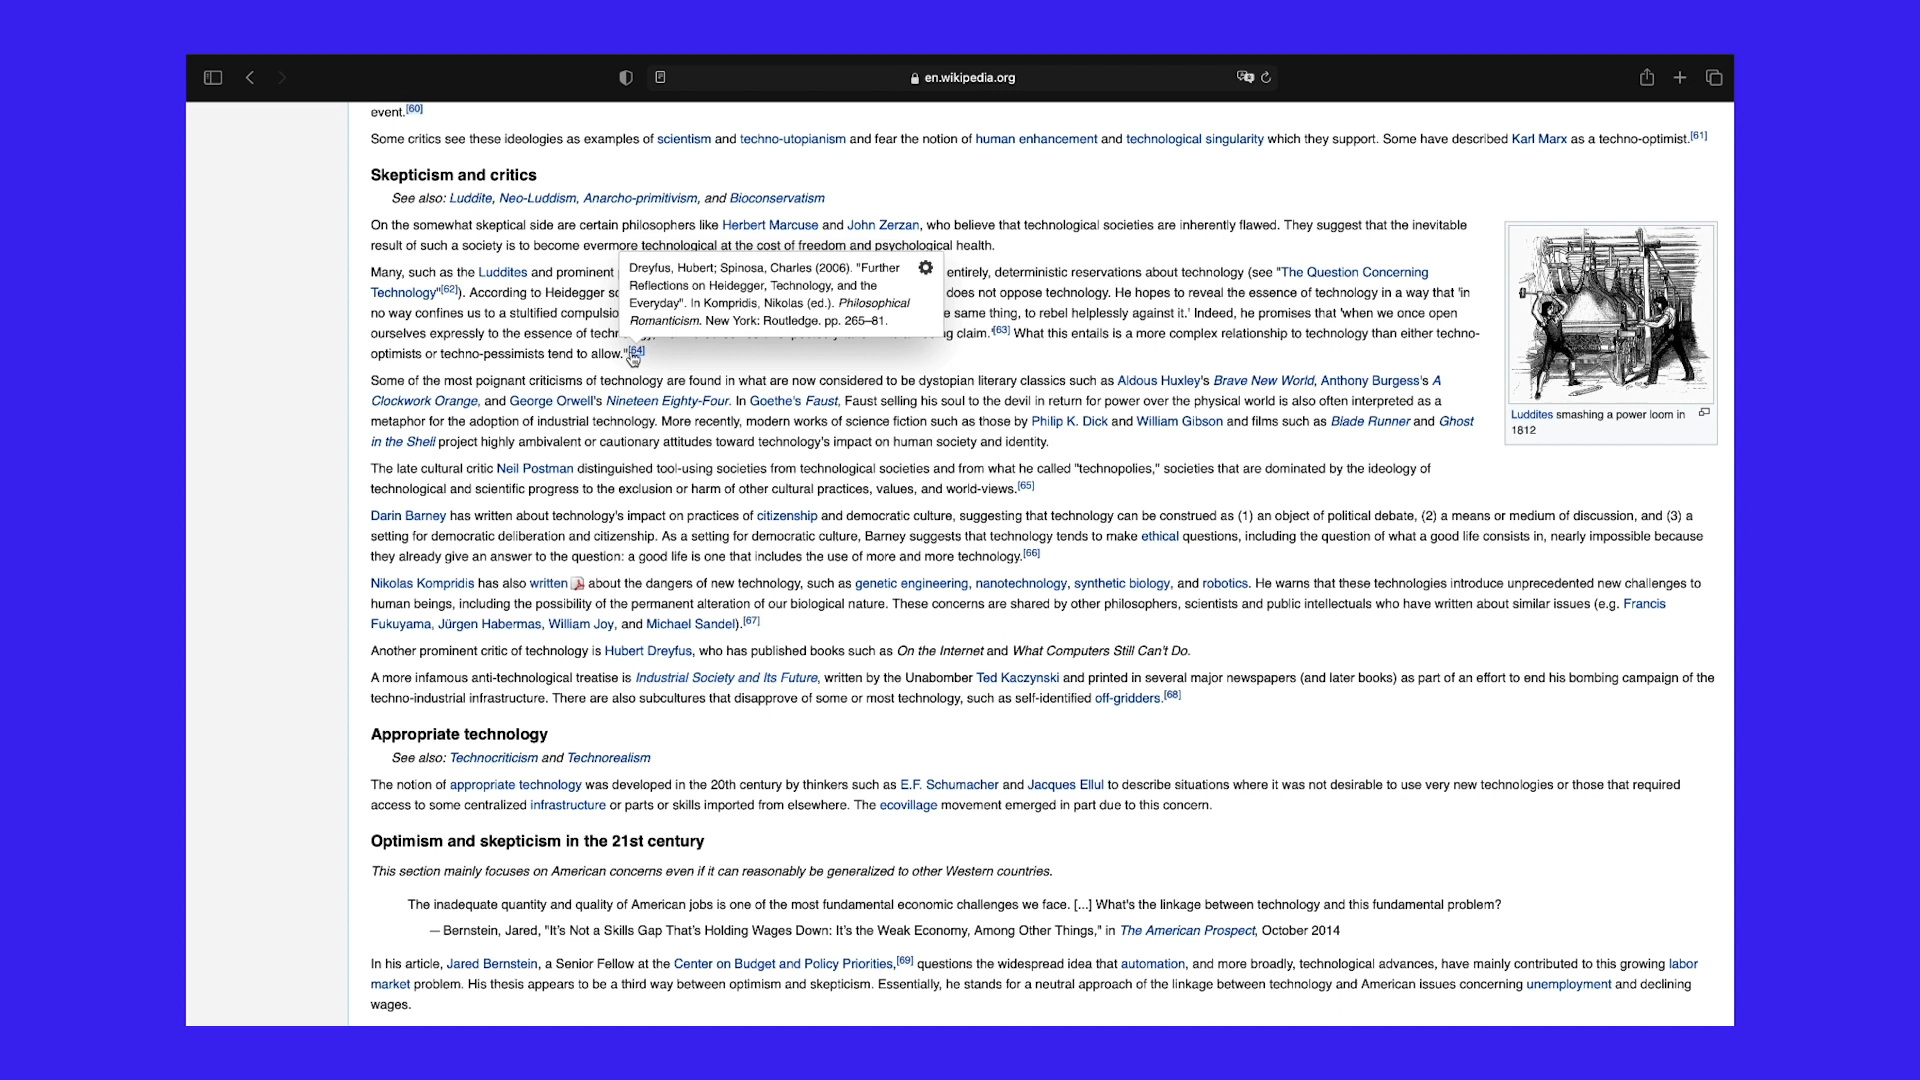 en.wikipedia.org
event.[60]
Some critics see these ideologies as examples of scientism and techno-utopianism and fear the notion of human enhancement and technological singularity which they support. Some have described Karl Marx as a techno-optimist.[61]
Skepticism and critics
See also: Luddite, Neo-Luddism, Anarcho-primitivism, and Bioconservatism
On the somewhat skeptical side are certain philosophers like Herbert Marcuse and John Zerzan, who believe that technological societies are inherently flawed. They suggest that the inevitable
result of such a society is to become evermore technological at the cost of freedom and psychological health.
Many, such as the Luddites and prominent entirely, deterministic reservations about technology (see "The Question Concerning
Technology"[62]). According to Heidegger does not oppose technology. He hopes to reveal the essence of technology in a way that 'in
no way confines us to a stultified compulsio same thing, to rebel helplessly against it.' Indeed, he promises that 'when we once open
ourselves expressly to the essence of claim.'[63] What this entails is a more complex relationship to technology than either techno-
optimists or techno-pessimists tend to allow."[64]
Dreyfus, Hubert; Spinosa, Charles (2006). "Further
Reflections on Heidegger, Technology, and the
Everyday". In Kompridis, Nikolas (ed.). Philosophical
Romanticism. New York: Routledge. pp. 265–81.
Some of the most poignant criticisms of technology are found in what are now considered to be dystopian literary classics such as Aldous Huxley's Brave New World, Anthony Burgess's A
Clockwork Orange, and George Orwell's Nineteen Eighty-Four. In Goethe's Faust, Faust selling his soul to the devil in return for power over the physical world is also often interpreted as a
metaphor for the adoption of industrial technology. More recently, modern works of science fiction such as those by Philip K. Dick and William Gibson and films such as Blade Runner and Ghost
in the Shell project highly ambivalent or cautionary attitudes toward technology's impact on human society and identity.
Luddites smashing a power loom in
1812
The late cultural critic Neil Postman distinguished tool-using societies from technological societies and from what he called "technopolies," societies that are dominated by the ideology of
technological and scientific progress to the exclusion or harm of other cultural practices, values, and world-views.[65]
Darin Barney has written about technology's impact on practices of citizenship and democratic culture, suggesting that technology can be construed as (1) an object of political debate, (2) a means or medium of discussion, and (3) a
setting for democratic deliberation and citizenship. As a setting for democratic culture, Barney suggests that technology tends to make ethical questions, including the question of what a good life consists in, nearly impossible because
they already give an answer to the question: a good life is one that includes the use of more and more technology.[66]
Nikolas Kompridis has also written about the dangers of new technology, such as genetic engineering, nanotechnology, synthetic biology, and robotics. He warns that these technologies introduce unprecedented new challenges to
human beings, including the possibility of the permanent alteration of our biological nature. These concerns are shared by other philosophers, scientists and public intellectuals who have written about similar issues (e.g. Francis
Fukuyama, Jürgen Habermas, William Joy, and Michael Sandel).[67]
Another prominent critic of technology is Hubert Dreyfus, who has published books such as On the Internet and What Computers Still Can't Do.
A more infamous anti-technological treatise is Industrial Society and Its Future, written by the Unabomber Ted Kaczynski and printed in several major newspapers (and later books) as part of an effort to end his bombing campaign of the
techno-industrial infrastructure. There are also subcultures that disapprove of some or most technology, such as self-identified off-gridders.[68]
Appropriate technology
See also: Technocriticism and Technorealism
The notion of appropriate technology was developed in the 20th century by thinkers such as E.F. Schumacher and Jacques Ellul to describe situations where it was not desirable to use very new technologies or those that required
access to some centralized infrastructure or parts or skills imported from elsewhere. The ecovillage movement emerged in part due to this concern.
Optimism and skepticism in the 21st century
This section mainly focuses on American concerns even if it can reasonably be generalized to other Western countries.
The inadequate quantity and quality of American jobs is one of the most fundamental economic challenges we face. [...] What's the linkage between technology and this fundamental problem?
— Bernstein, Jared, "It's Not a Skills Gap That's Holding Wages Down: It's the Weak Economy, Among Other Things," in The American Prospect, October 2014
In his article, Jared Bernstein, a Senior Fellow at the Center on Budget and Policy Priorities,[69] questions the widespread idea that automation, and more broadly, technological advances, have mainly contributed to this growing labor
market problem. His thesis appears to be a third way between optimism and skepticism. Essentially, he stands for a neutral approach of the linkage between technology and American issues concerning unemployment and declining
wages.